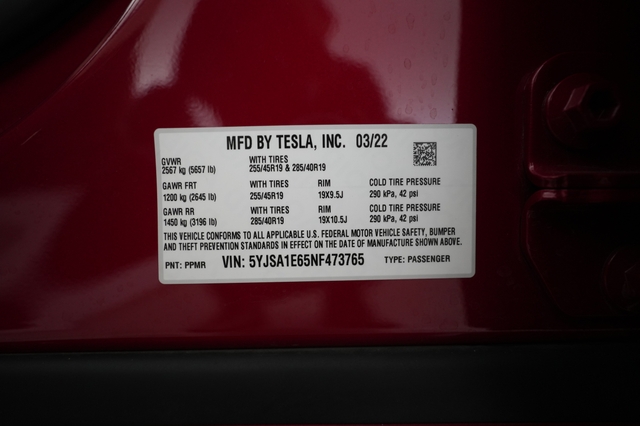 MFD BY TESLA, INC. 03/22
GVWR
2567 kg (5657 lb)
WITH TIRES
255/45R19 & 285/40R19
GAWR FRT
1200 kg (2645 lb)
WITH TIRES
255/45R19
RIM
19X9.5J
COLD TIRE PRESSURE
290 kPa, 42 psi
GAWR RR
1450 kg (3196 lb)
WITH TIRES
285/40R19
RIM
19X10.5J
COLD TIRE PRESSURE
290 kPa, 42 psi
THIS VEHICLE CONFORMS TO ALL APPLICABLE U.S. FEDERAL MOTOR VEHICLE SAFETY, BUMPER
AND THEFT PREVENTION STANDARDS IN EFFECT ON THE DATE OF MANUFACTURE SHOWN ABOVE.
PNT: PPMR VIN: 5YJSA1E65NF473765 TYPE: PASSENGER